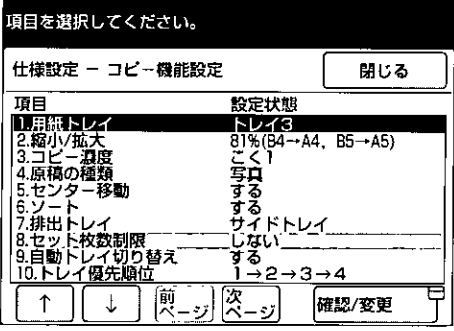 項目を選択してください。
仕様設定 － コピー機能設定
閉じる
項目 設定状態
1.用紙トレイ トレイ3
2.縮小/拡大 81%(B4→A4, B5→A5)
3.コピー濃度 こく1
4.原稿の種類 写真
5.センター移動 する
6.ソート する
7.排出トレイ サイドトレイ
8.セット枚数制限 しない
9.自動トレイ切り替え する
10.トレイ優先順位 1→2→3→4
↑ ↓ 前ページ 次ページ 確認/変更